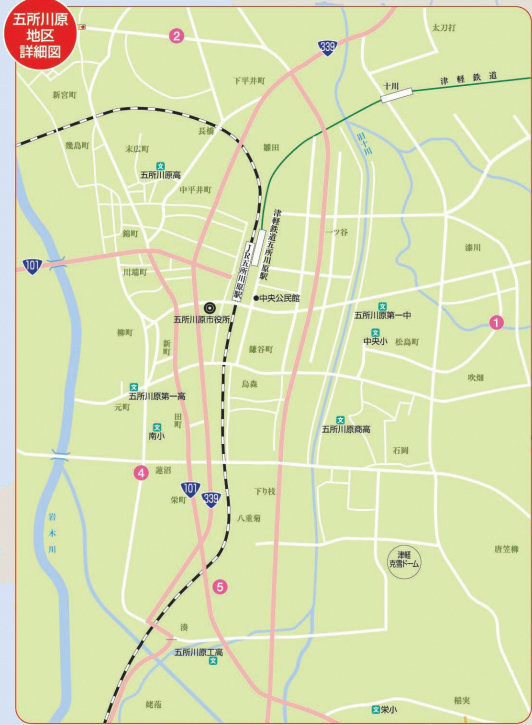 五所川原
地区
詳細図
2
339
太刀打
下平井町
十川
津軽鉄道
新宮町
長橋
幾島町
末広町
雛田
旧十川
五所川原高
中平井町
錦町
津軽鉄道五所川原駅
JR五所川原駅
一ツ谷
漆川
101
川端町
中央公民館
五所川原市役所
五所川原第一中
1
柳町
新町
鎌谷町
中央小
松島町
烏森
吹畑
五所川原第一高
元町
田町
南小
五所川原商高
石岡
4
蓮沼
101
339
栄町
下り枝
岩木川
八重菊
津軽
克雪ドーム
唐笠柳
5
湊
五所川原工高
姥萢
栄小
稲実